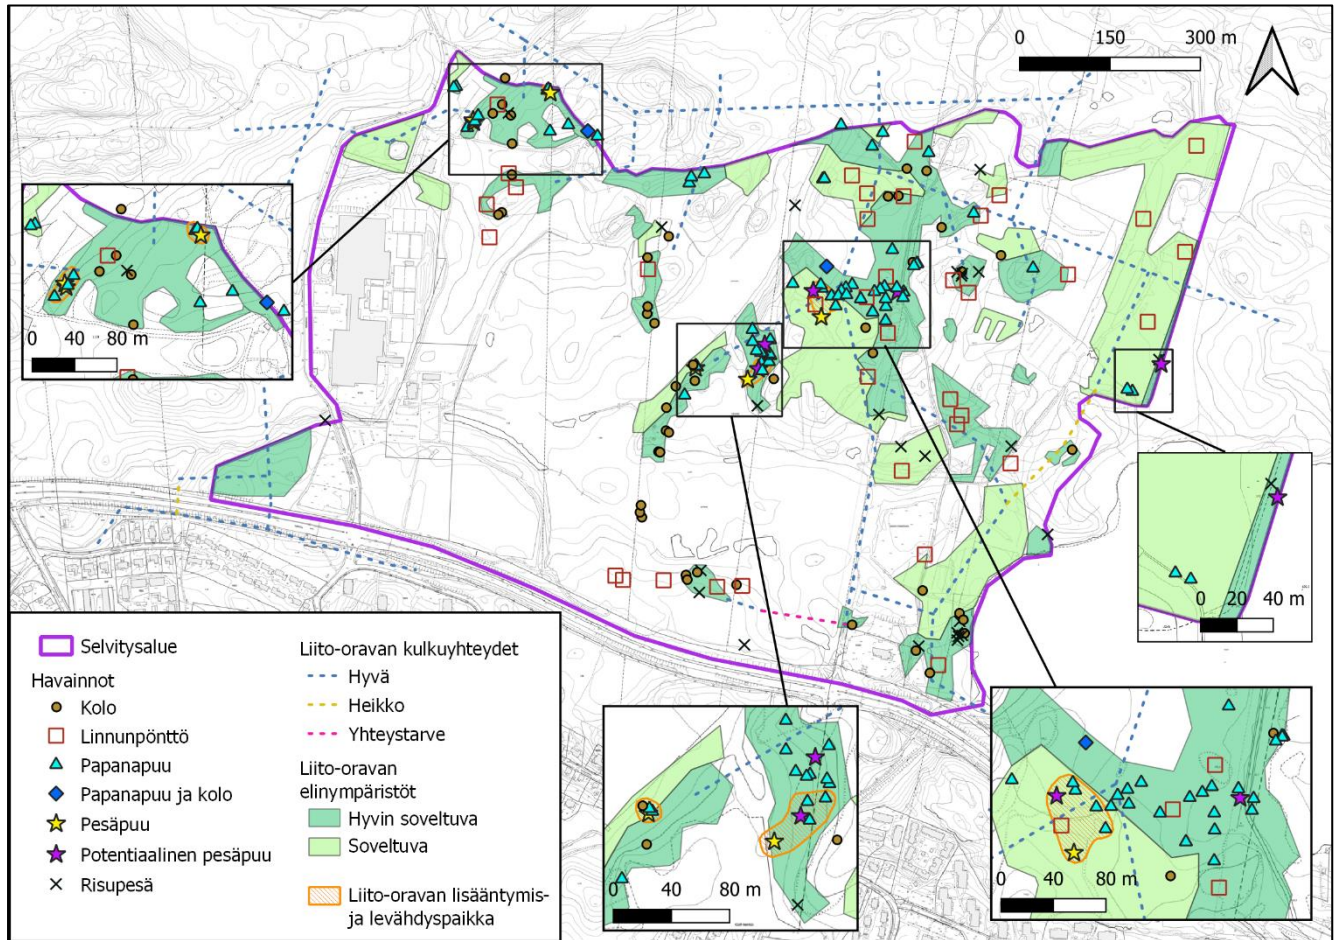 0 150 300 m
0 40 80 m
0 20 40 m
0 40 80 m
0 40 80 m
Selvitysalue
Havainnot
Kolo
Linnunpönttö
Papanapuu
Papanapuu ja kolo
Pesäpuu
Potentiaalinen pesäpuu
Risupesä
Liito-oravan kulkuyhteydet
Hyvä
Heikko
Yhteystarve
Liito-oravan
elinympäristöt
Hyvin soveltuva
Soveltuva
Liito-oravan lisääntymis-
ja levähdyspaikka